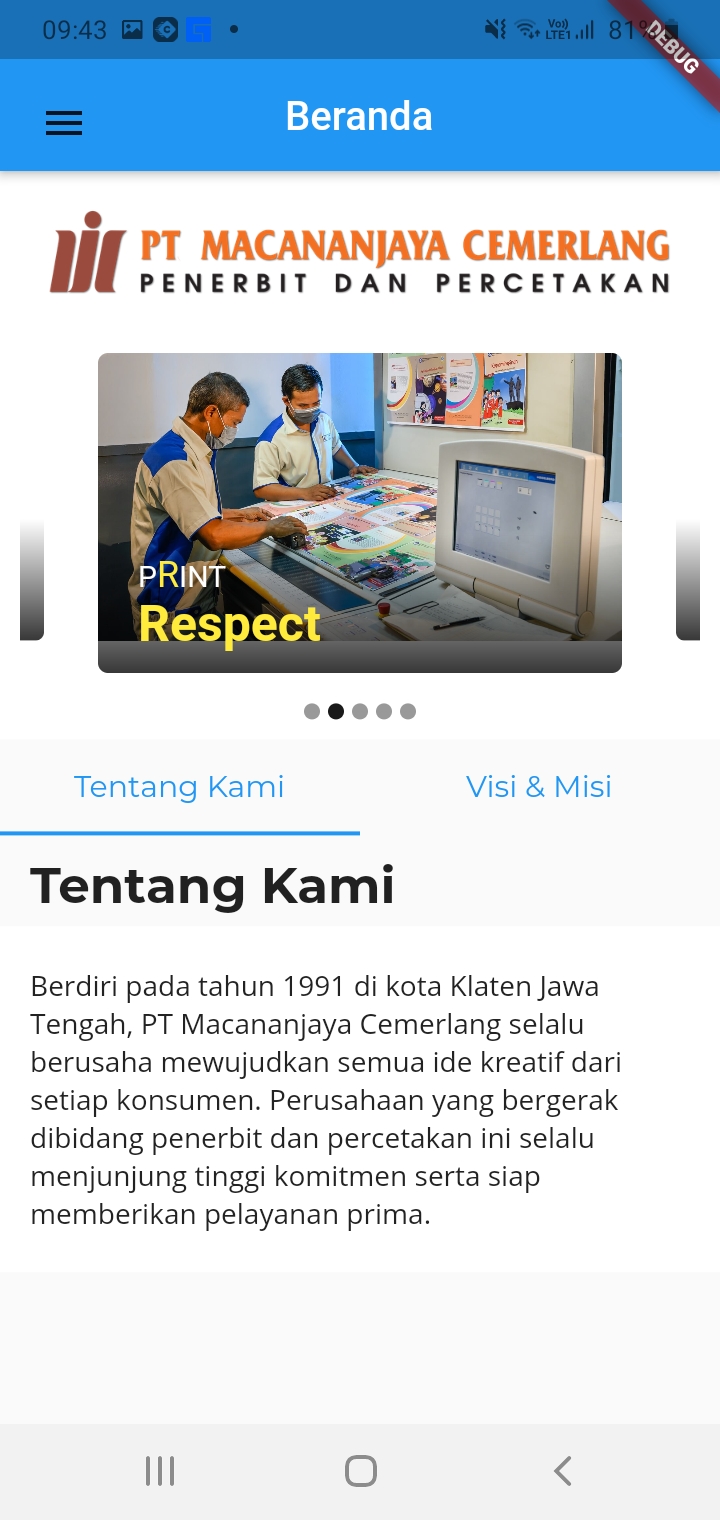 09:43
Vo))
LTE1
81%
DEBUG
Beranda
PT MACANANJAYA CEMERLANG
PENERBIT DAN PERCETAKAN
PRINT
Respect
Tentang Kami
Visi & Misi
Tentang Kami
Berdiri pada tahun 1991 di kota Klaten Jawa
Tengah, PT Macananjaya Cemerlang selalu
berusaha mewujudkan semua ide kreatif dari
setiap konsumen. Perusahaan yang bergerak
dibidang penerbit dan percetakan ini selalu
menjunjung tinggi komitmen serta siap
memberikan pelayanan prima.